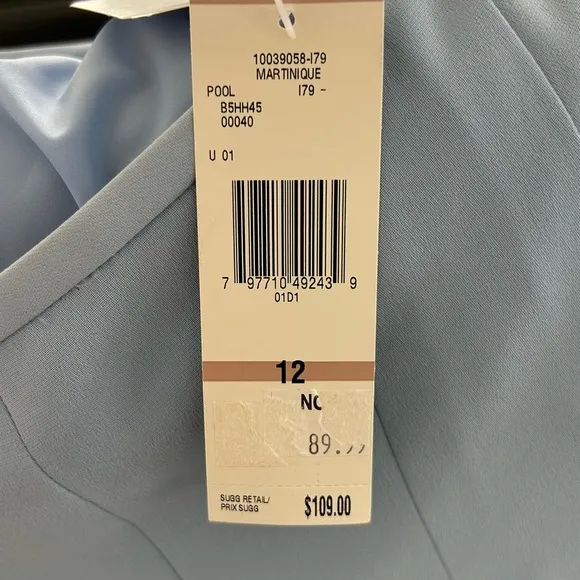 10039058-I79
MARTINIQUE
POOL I79 -
B5HH45
00040
U 01
7 97710 49243 9
01D1
12
89.99
SUGG RETAIL/
PRIX SUGG $109.00